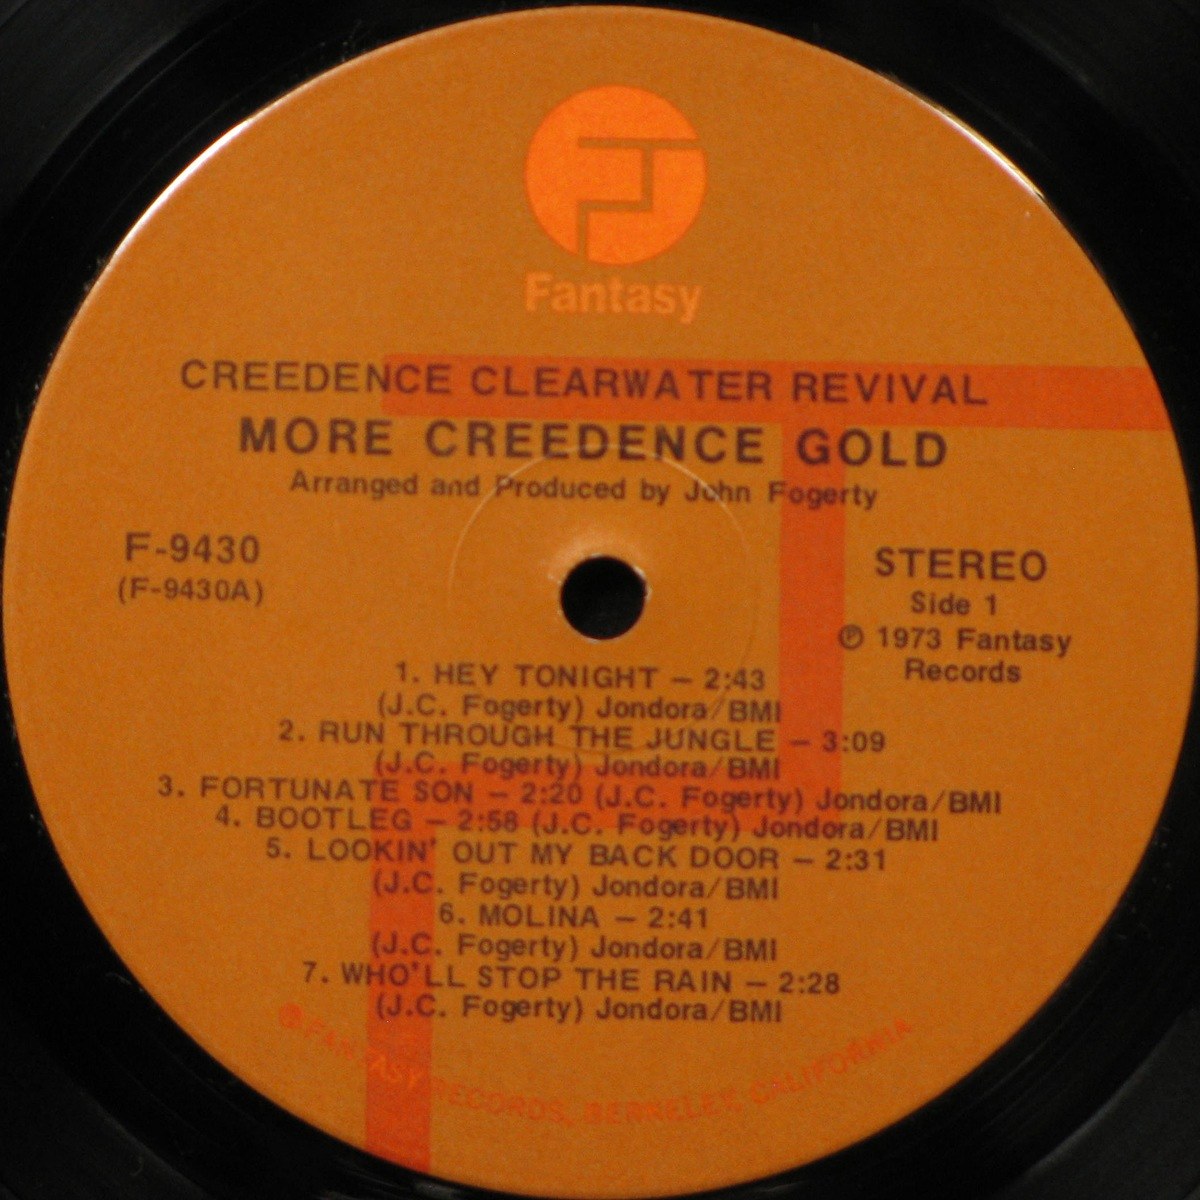 Fantasy
CREEDENCE CLEARWATER REVIVAL
MORE CREEDENCE GOLD
Arranged and Produced by John Fogerty
F-9430
(F-9430A)
STEREO
Side 1
℗ 1973 Fantasy
Records
1. HEY TONIGHT — 2:43
(J.C. Fogerty) Jondora/BMI
2. RUN THROUGH THE JUNGLE — 3:09
(J.C. Fogerty) Jondora/BMI
3. FORTUNATE SON — 2:20 (J.C. Fogerty) Jondora/BMI
4. BOOTLEG — 2:58 (J.C. Fogerty) Jondora/BMI
5. LOOKIN' OUT MY BACK DOOR — 2:31
(J.C. Fogerty) Jondora/BMI
6. MOLINA — 2:41
(J.C. Fogerty) Jondora/BMI
7. WHO'LL STOP THE RAIN — 2:28
(J.C. Fogerty) Jondora/BMI
FANTASY RECORDS, BERKELEY, CALIFORNIA